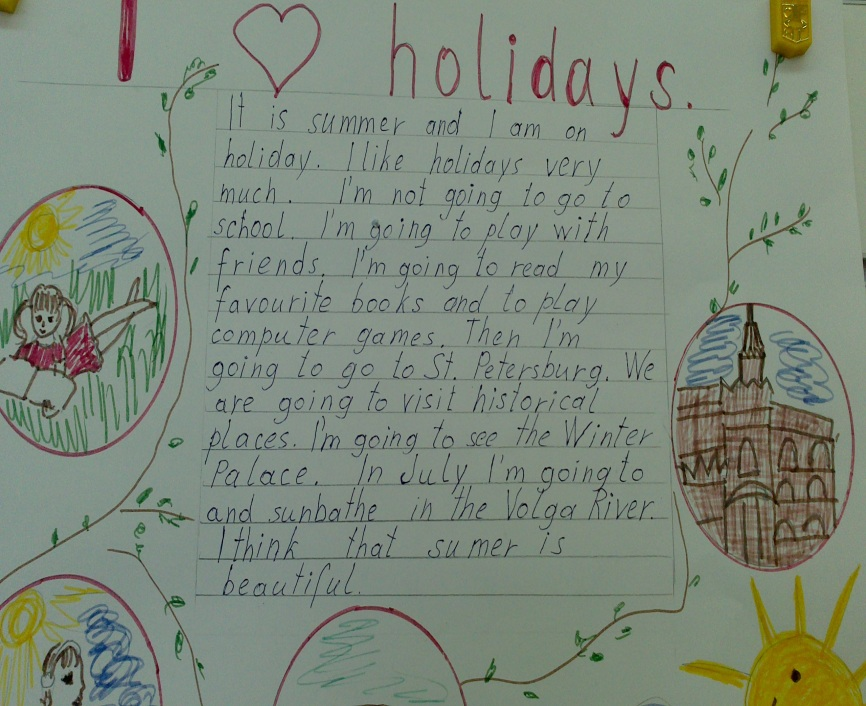 I ♥ holidays.
It is summer and I am on
holiday. I like holidays very
much. I'm not going to go to
school. I'm going to play with
friends. I'm going to read my
favourite books and to play
computer games. Then I'm
going to go to St. Petersburg. We
are going to visit historical
places. I'm going to see the Winter
Palace. In July I'm going to
and sunbathe in the Volga River.
I think that sumer is
beautiful.